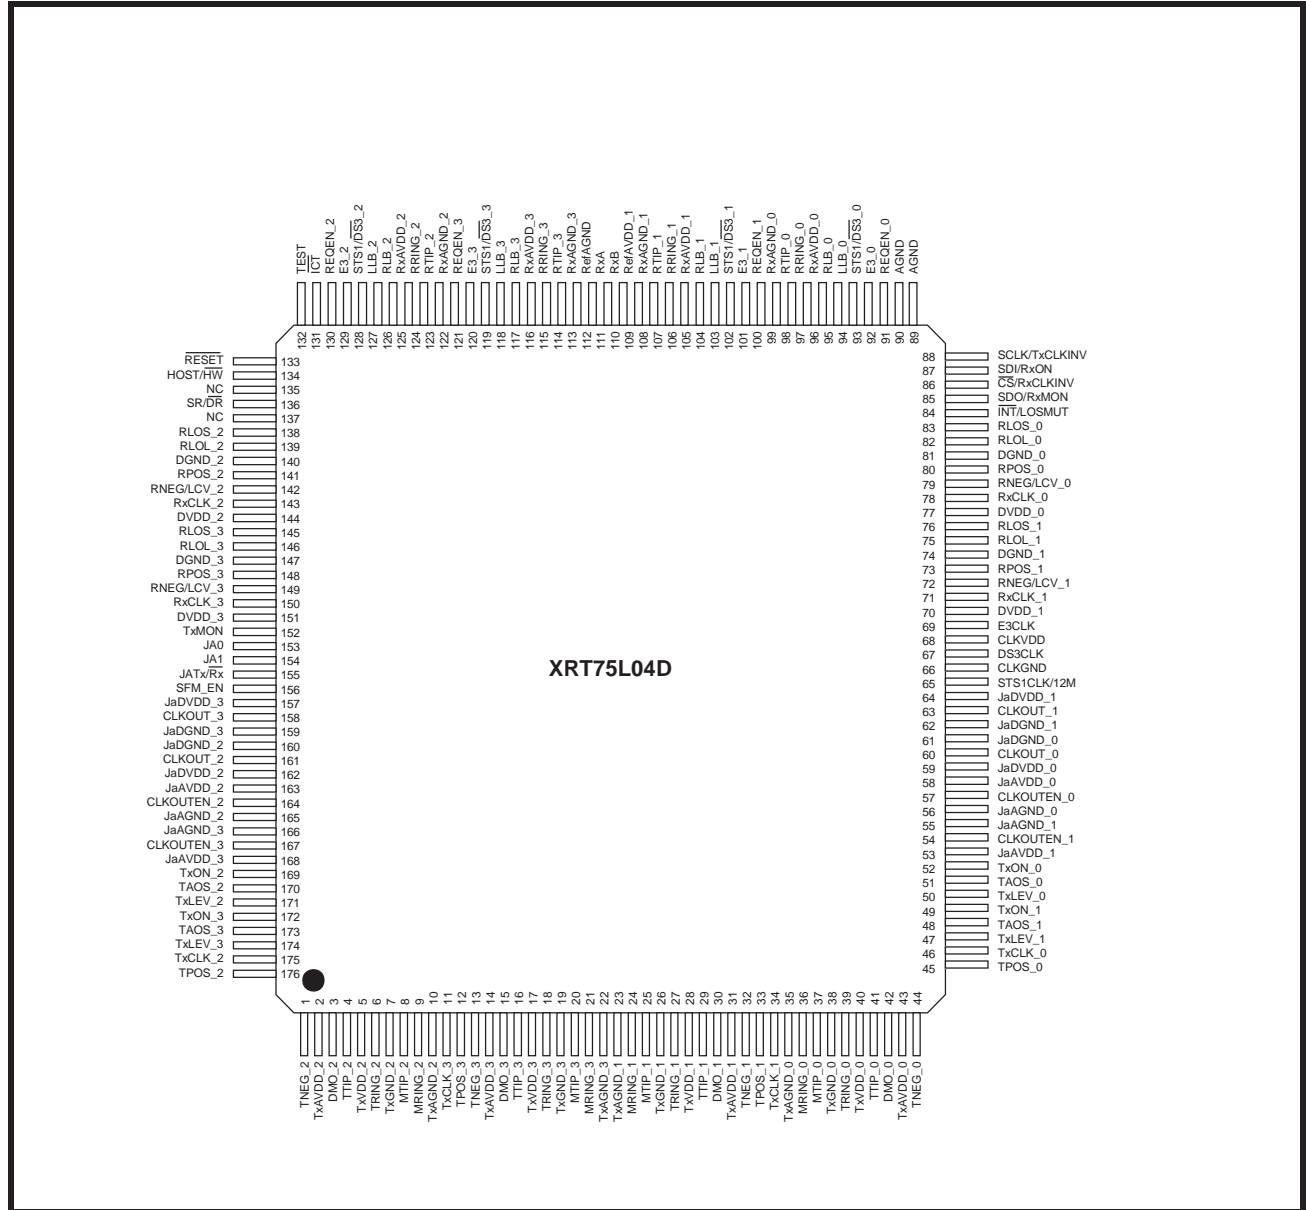 TEST
ICT
REQEN_2
E3_2
STS1/DS3_2
LLB_2
RLB_2
RxAVDD_2
RRING_2
RTIP_2
RxAGND_2
REQEN_3
E3_3
STS1/DS3_3
LLB_3
RLB_3
RxAVDD_3
RRING_3
RTIP_3
RxAGND_3
RefAGND
RxA
RxB
RefAVDD_1
RxAGND_1
RTIP_1
RRING_1
RxAVDD_1
RLB_1
LLB_1
STS1/DS3_1
E3_1
REQEN_1
RxAGND_0
RTIP_0
RRING_0
RxAVDD_0
RLB_0
LLB_0
STS1/DS3_0
E3_0
REQEN_0
AGND
AGND
132
131
130
129
128
127
126
125
124
123
122
121
120
119
118
117
116
115
114
113
112
111
110
109
108
107
106
105
104
103
102
101
100
99
98
97
96
95
94
93
92
91
90
89
RESET 133
HOST/HW 134
NC 135
SR/DR 136
NC 137
RLOS_2 138
RLOL_2 139
DGND_2 140
RPOS_2 141
RNEG/LCV_2 142
RxCLK_2 143
DVDD_2 144
RLOS_3 145
RLOL_3 146
DGND_3 147
RPOS_3 148
RNEG/LCV_3 149
RxCLK_3 150
DVDD_3 151
TxMON 152
JA0 153
JA1 154
JATx/Rx 155
SFM_EN 156
JaDVDD_3 157
CLKOUT_3 158
JaDGND_3 159
JaDGND_2 160
CLKOUT_2 161
JaDVDD_2 162
JaAVDD_2 163
CLKOUTEN_2 164
JaAGND_2 165
JaAGND_3 166
CLKOUTEN_3 167
JaAVDD_3 168
TxON_2 169
TAOS_2 170
TxLEV_2 171
TxON_3 172
TAOS_3 173
TxLEV_3 174
TxCLK_2 175
TPOS_2 176
XRT75L04D
88 SCLK/TxCLKINV
87 SDI/RxON
86 CS/RxCLKINV
85 SDO/RxMON
84 INT/LOSMUT
83 RLOS_0
82 RLOL_0
81 DGND_0
80 RPOS_0
79 RNEG/LCV_0
78 RxCLK_0
77 DVDD_0
76 RLOS_1
75 RLOL_1
74 DGND_1
73 RPOS_1
72 RNEG/LCV_1
71 RxCLK_1
70 DVDD_1
69 E3CLK
68 CLKVDD
67 DS3CLK
66 CLKGND
65 STS1CLK/12M
64 JaDVDD_1
63 CLKOUT_1
62 JaDGND_1
61 JaDGND_0
60 CLKOUT_0
59 JaDVDD_0
58 JaAVDD_0
57 CLKOUTEN_0
56 JaAGND_0
55 JaAGND_1
54 CLKOUTEN_1
53 JaAVDD_1
52 TxON_0
51 TAOS_0
50 TxLEV_0
49 TxON_1
48 TAOS_1
47 TxLEV_1
46 TxCLK_0
45 TPOS_0
1
2
3
4
5
6
7
8
9
10
11
12
13
14
15
16
17
18
19
20
21
22
23
24
25
26
27
28
29
30
31
32
33
34
35
36
37
38
39
40
41
42
43
44
TNEG_2
TxAVDD_2
DMO_2
TTIP_2
TxVDD_2
TRING_2
TxGND_2
MTIP_2
MRING_2
TxAGND_2
TxCLK_3
TPOS_3
TNEG_3
TxAVDD_3
DMO_3
TTIP_3
TxVDD_3
TRING_3
TxGND_3
MTIP_3
MRING_3
TxAGND_3
TxAGND_1
MRING_1
MTIP_1
TxGND_1
TRING_1
TxVDD_1
TTIP_1
DMO_1
TxAVDD_1
TNEG_1
TPOS_1
TxCLK_1
TxAGND_0
MRING_0
MTIP_0
TxGND_0
TRING_0
TxVDD_0
TTIP_0
DMO_0
TxAVDD_0
TNEG_0